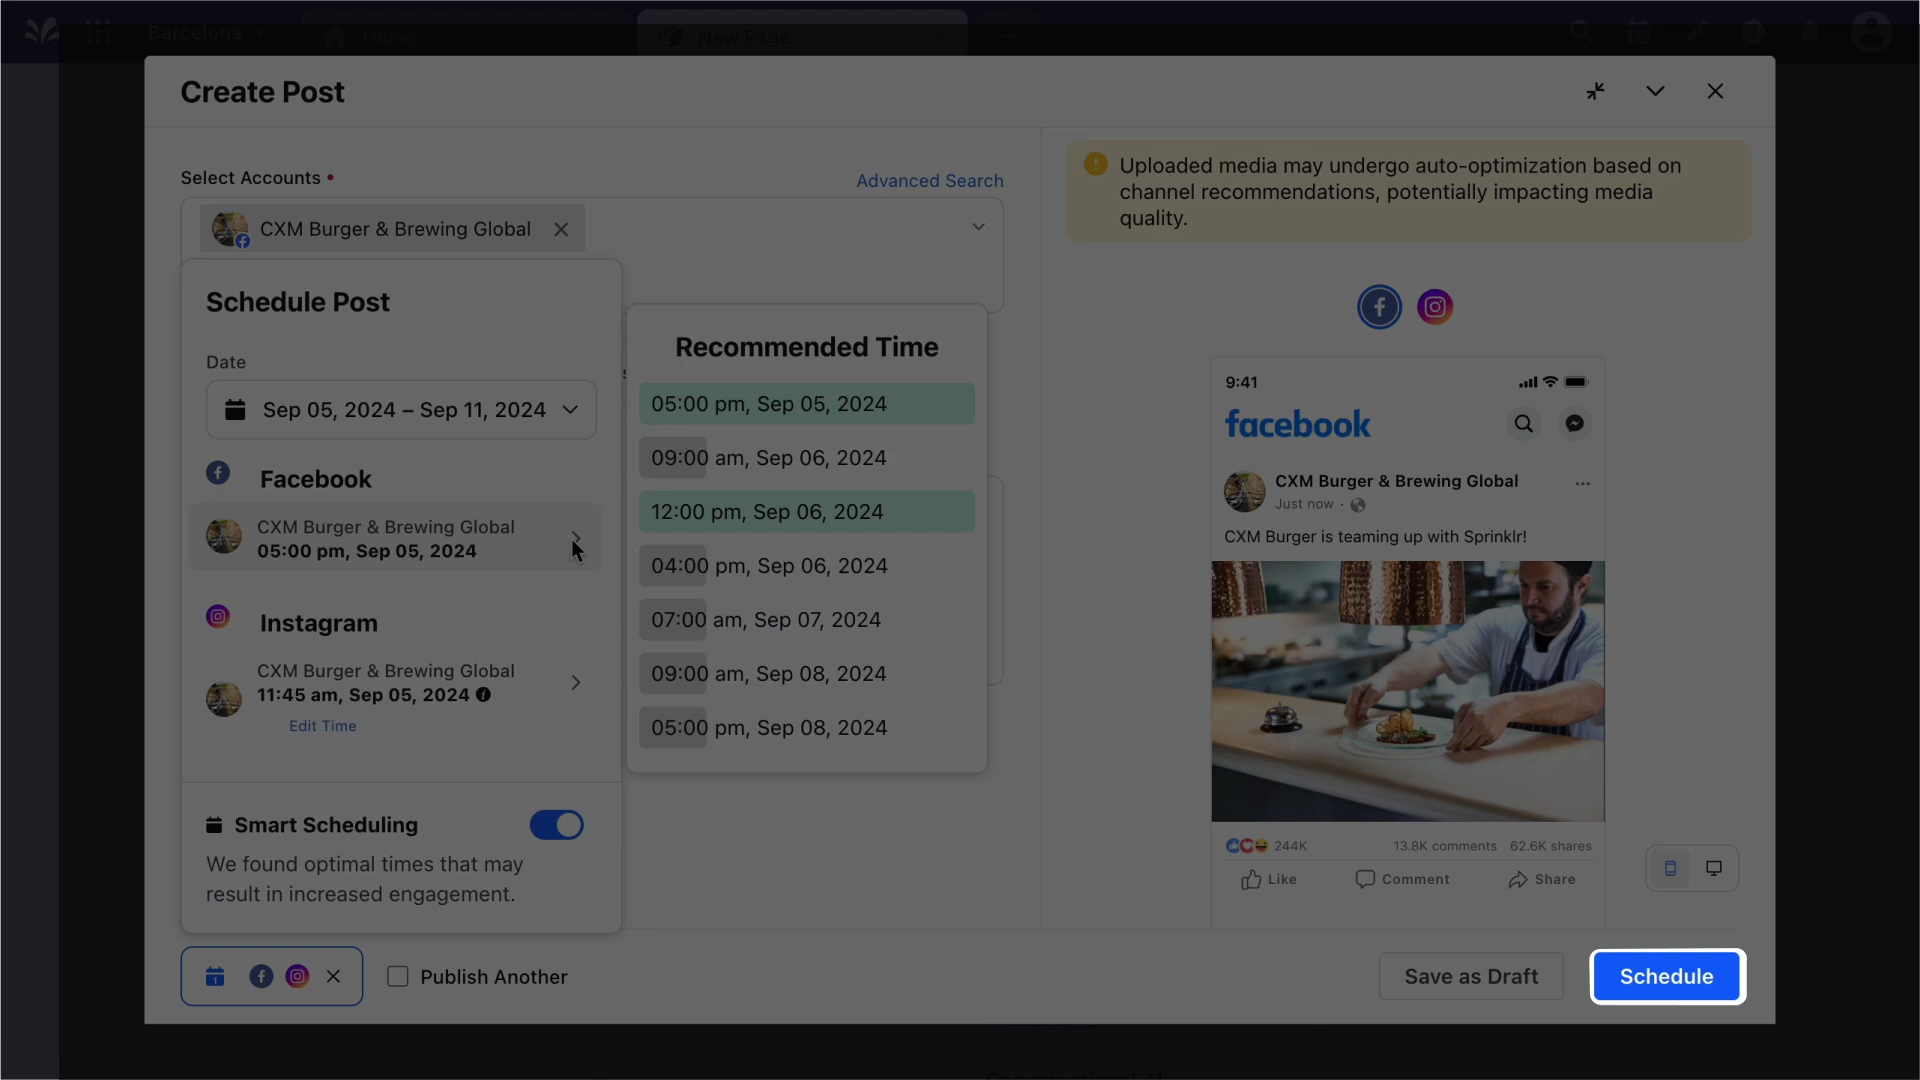 Barcelona
Home
New Page
Create Post
Select Accounts •
Advanced Search
CXM Burger & Brewing Global
Schedule Post
Date
Sep 05, 2024 – Sep 11, 2024
Facebook
CXM Burger & Brewing Global
05:00 pm, Sep 05, 2024
Instagram
CXM Burger & Brewing Global
11:45 am, Sep 05, 2024
Edit Time
Smart Scheduling
We found optimal times that may
result in increased engagement.
Recommended Time
05:00 pm, Sep 05, 2024
09:00 am, Sep 06, 2024
12:00 pm, Sep 06, 2024
04:00 pm, Sep 06, 2024
07:00 am, Sep 07, 2024
09:00 am, Sep 08, 2024
05:00 pm, Sep 08, 2024
Uploaded media may undergo auto-optimization based on
channel recommendations, potentially impacting media
quality.
9:41
facebook
CXM Burger & Brewing Global
Just now ·
CXM Burger is teaming up with Sprinklr!
244K 13.8K comments 62.6K shares
Like Comment Share
Publish Another
Save as Draft
Schedule